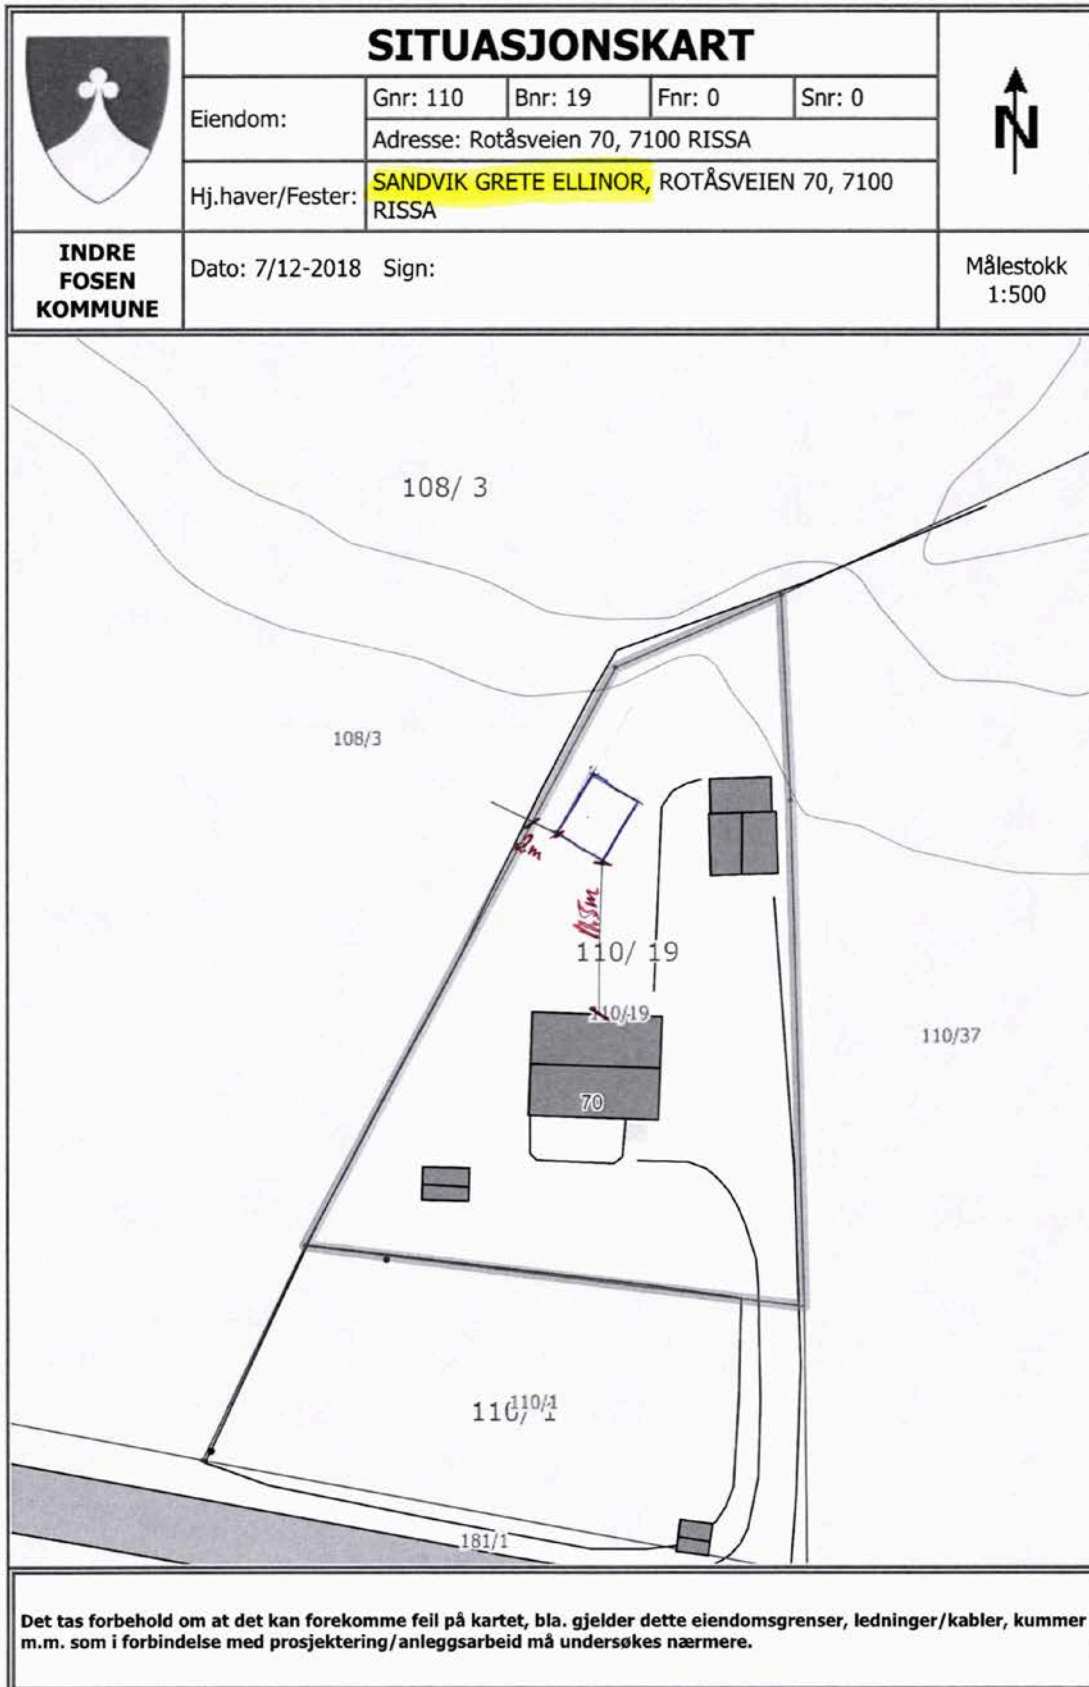 SITUASJONSKART
Eiendom:
Gnr: 110
Bnr: 19
Fnr: 0
Snr: 0
Adresse: Rotåsveien 70, 7100 RISSA
Hj.haver/Fester:
SANDVIK GRETE ELLINOR, ROTÅSVEIEN 70, 7100
RISSA
N
INDRE
FOSEN
KOMMUNE
Dato: 7/12-2018 Sign:
Målestokk
1:500
108/ 3
108/3
2m
11.5m
110/ 19
110/19
110/37
70
110/ 1
110/1
181/1
Det tas forbehold om at det kan forekomme feil på kartet, bla. gjelder dette eiendomsgrenser, ledninger/kabler, kummer
m.m. som i forbindelse med prosjektering/anleggsarbeid må undersøkes nærmere.